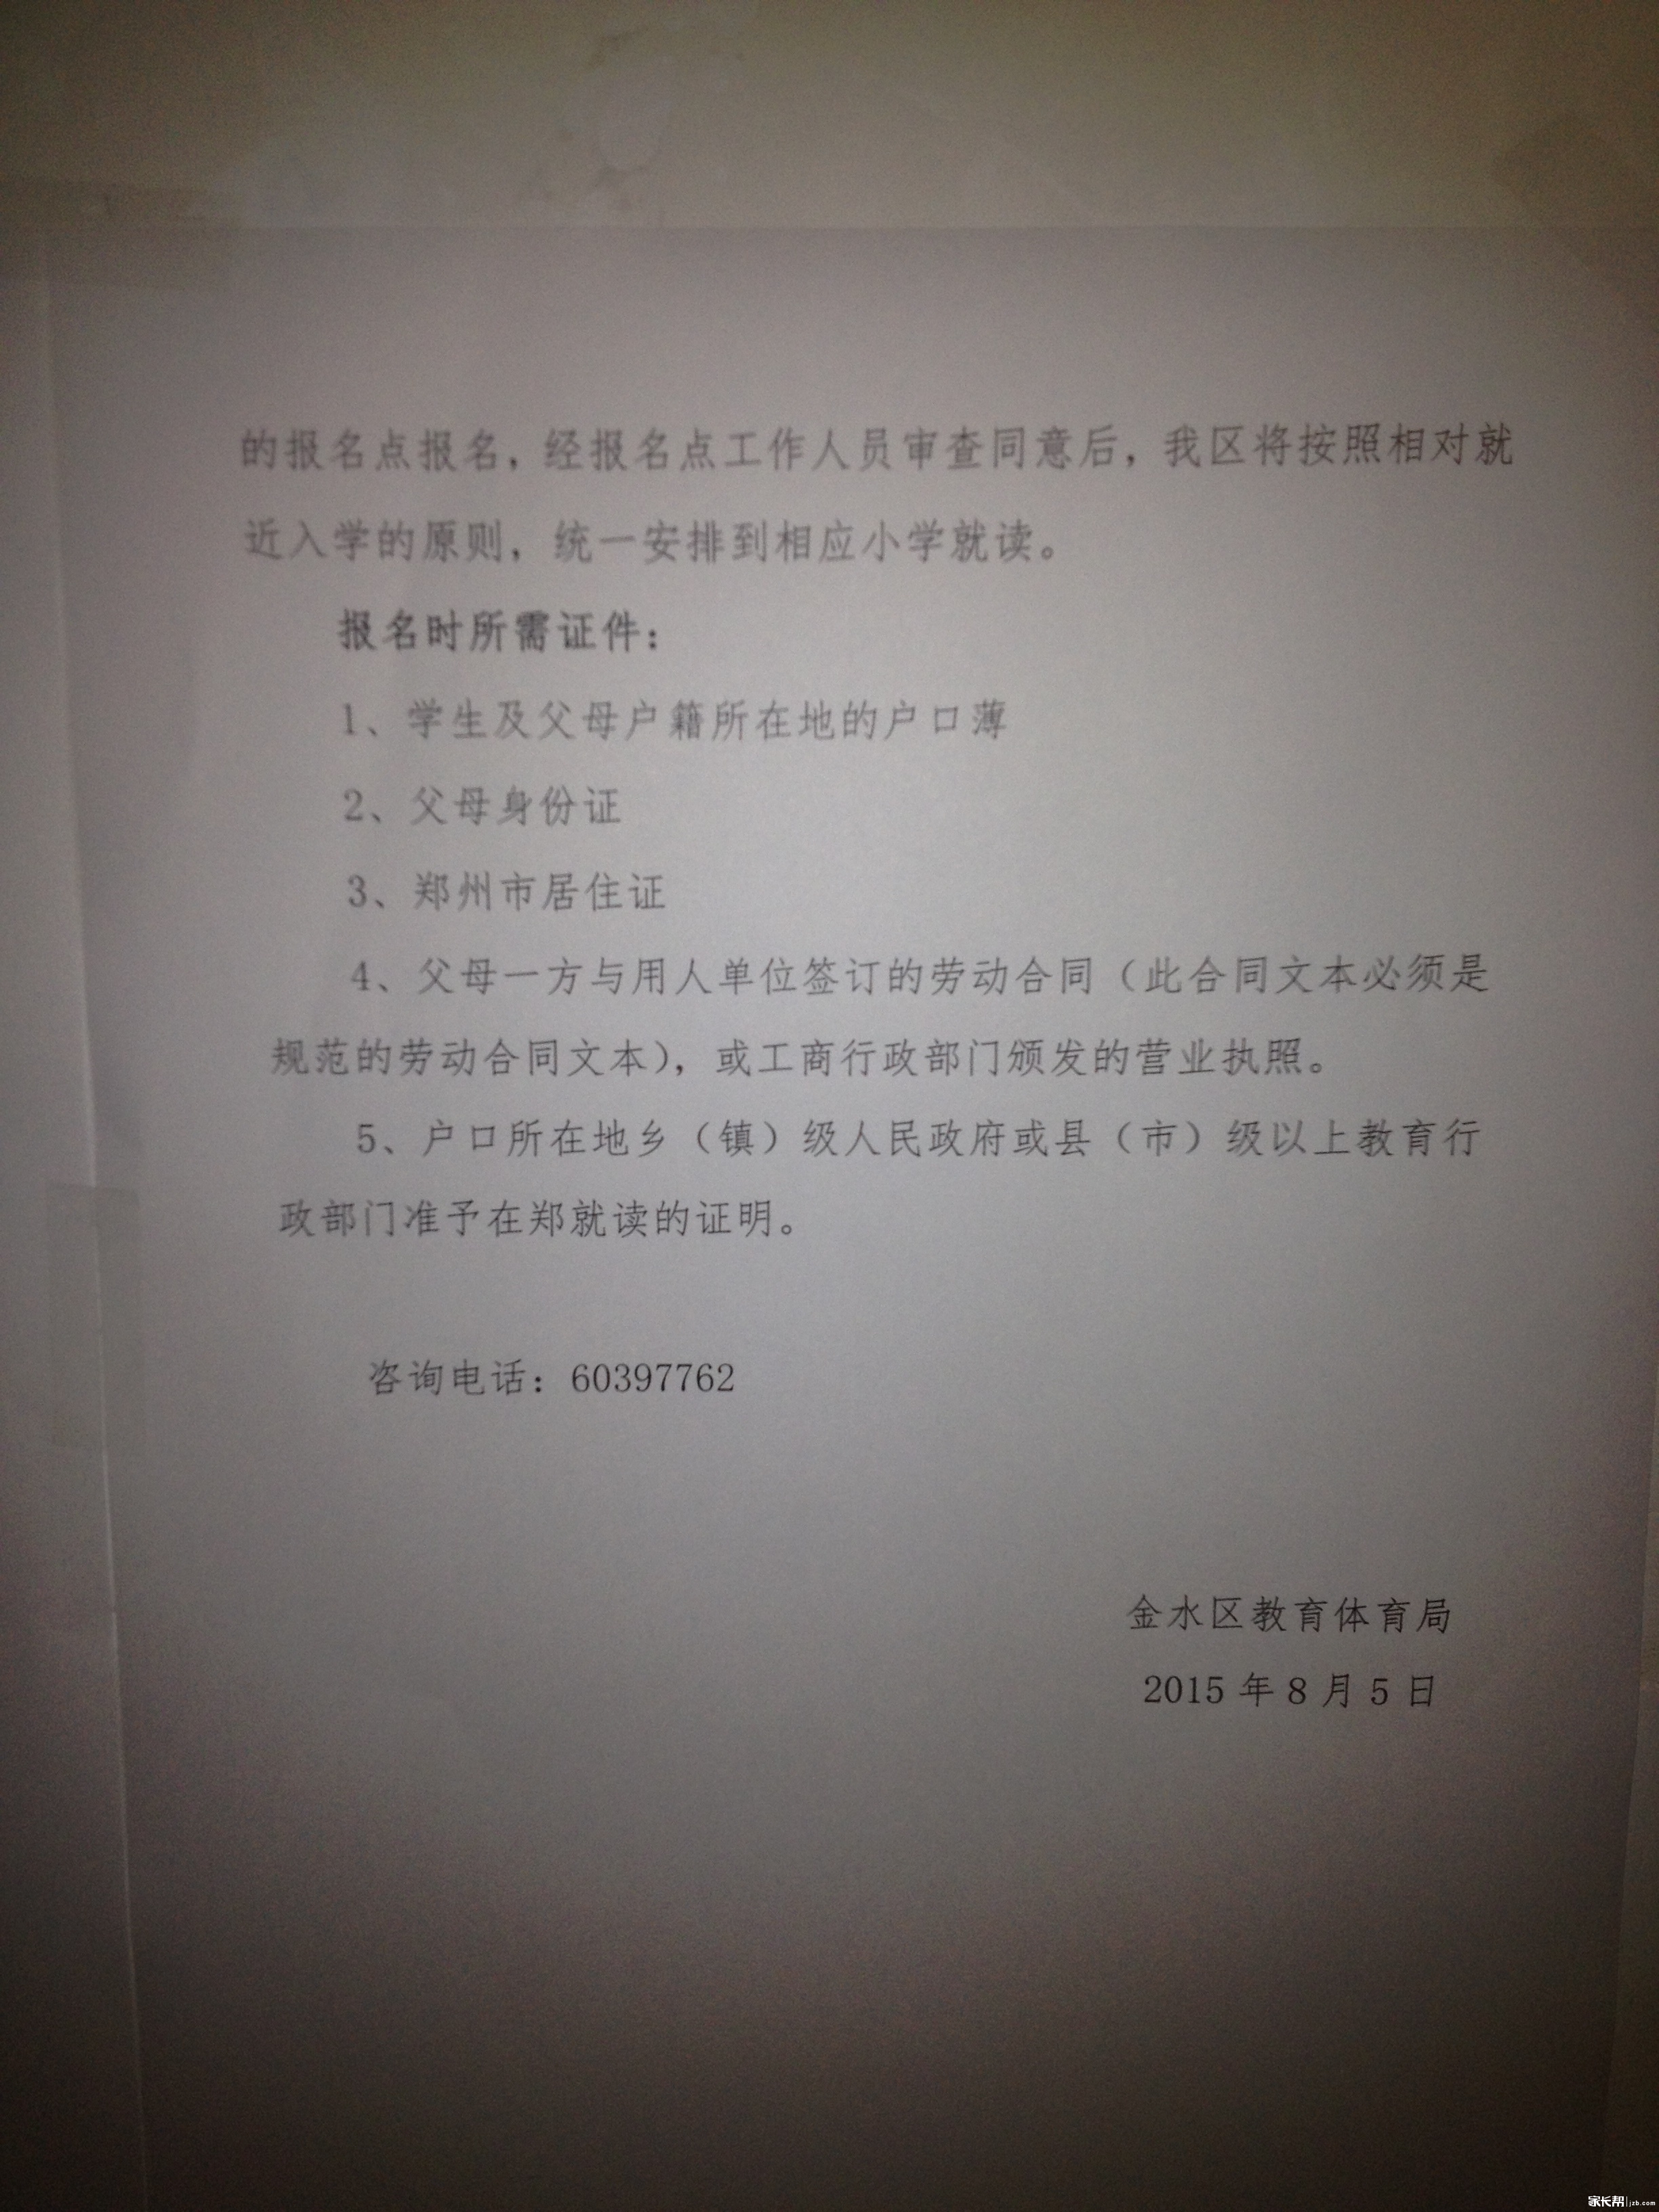 的报名点报名，经报名点工作人员审查同意后，我区将按照相对就
近入学的原则，统一安排到相应小学就读。
报名时所需证件：
1、学生及父母户籍所在地的户口薄
2、父母身份证
3、郑州市居住证
4、父母一方与用人单位签订的劳动合同（此合同文本必须是
规范的劳动合同文本），或工商行政部门颁发的营业执照。
5、户口所在地乡（镇）级人民政府或县（市）级以上教育行
政部门准予在郑就读的证明。
咨询电话：60397762
金水区教育体育局
2015 年 8 月 5 日
家长帮 jzb.com